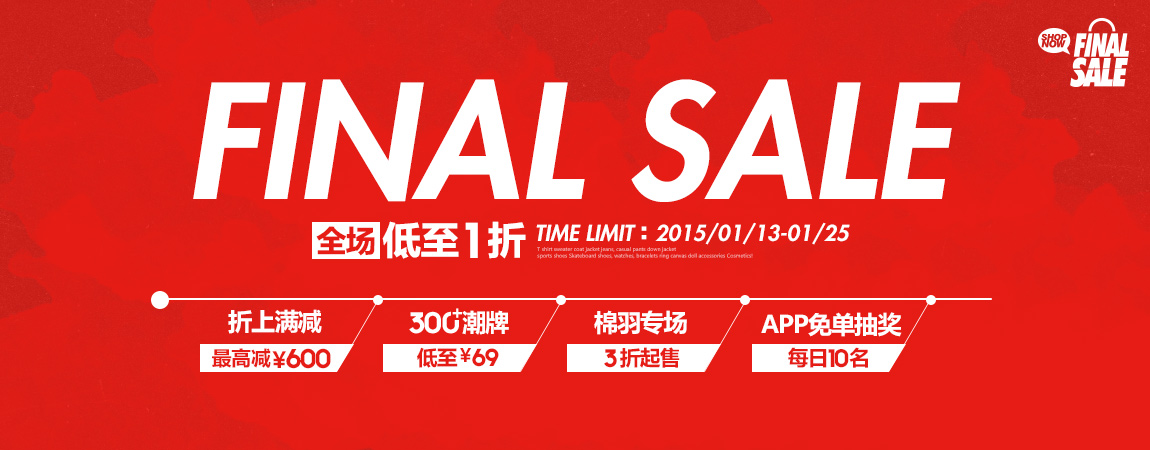 SHOP NOW
FINAL SALE
FINAL SALE
全场 低至1折 TIME LIMIT：2015/01/13-01/25
T shirt sweater coat jacket jeans, casual pants down jacket
sports shoes Skateboard shoes, watches, bracelets ring canvas doll accessories Cosmetics!
折上满减
最高减¥600
300+潮牌
低至¥69
棉羽专场
3折起售
APP免单抽奖
每日10名